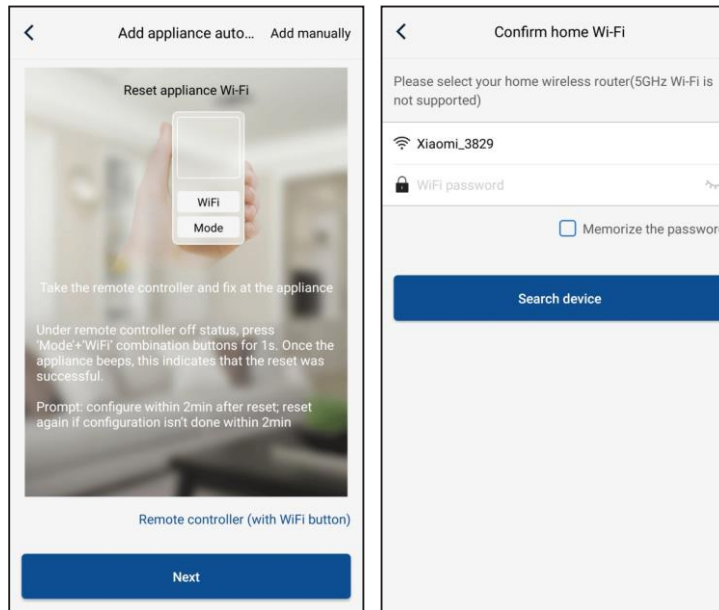 Add appliance auto... Add manually
Reset appliance Wi-Fi
WiFi
Mode
Take the remote controller and fix at the appliance
Under remote controller off status, press
'Mode'+'WiFi' combination buttons for 1s. Once the
appliance beeps, this indicates that the reset was
successful.
Prompt: configure within 2min after reset; reset
again if configuration isn't done within 2min
Remote controller (with WiFi button)
Next
Confirm home Wi-Fi
Please select your home wireless router(5GHz Wi-Fi is
not supported)
Xiaomi_3829
WiFi password
Memorize the passwor
Search device